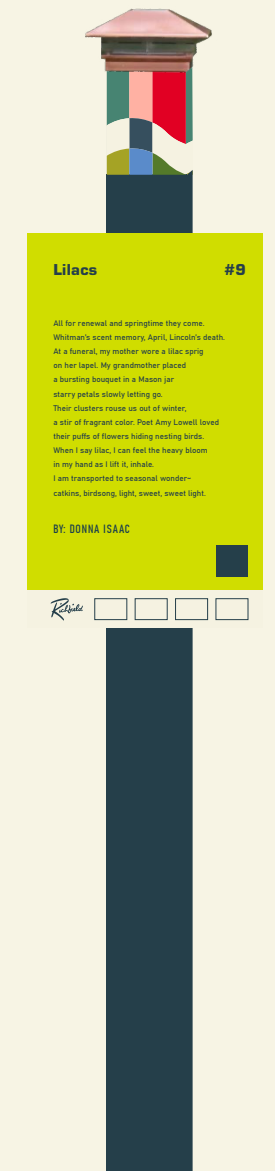 Lilacs #9
All for renewal and springtime they come.
Whitman's scent memory, April, Lincoln's death.
At a funeral, my mother wore a lilac sprig
on her lapel. My grandmother placed
a bursting bouquet in a Mason jar
starry petals slowly letting go.
Their clusters rouse us out of winter,
a stir of fragrant color. Poet Amy Lowell loved
their puffs of flowers hiding nesting birds.
When I say lilac, I can feel the heavy bloom
in my hand as I lift it, inhale.
I am transported to seasonal wonder–
catkins, birdsong, light, sweet, sweet light.
BY: DONNA ISAAC
Richfield